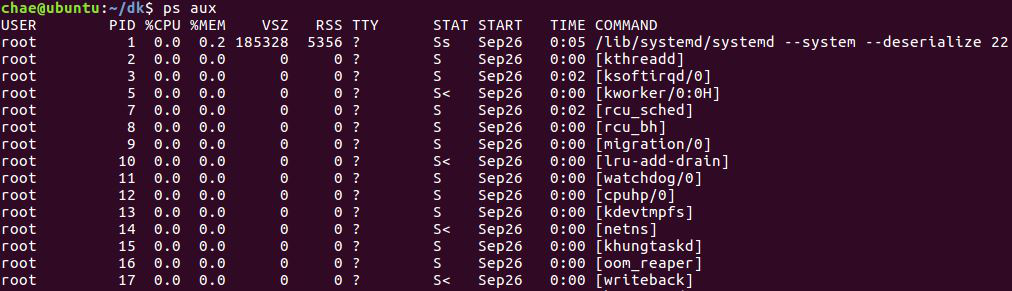 chae@ubuntu:~/dk$ ps aux
USER       PID %CPU %MEM    VSZ   RSS TTY      STAT START   TIME COMMAND
root         1  0.0  0.2 185328  5356 ?        Ss   Sep26   0:05 /lib/systemd/systemd --system --deserialize 22
root         2  0.0  0.0      0     0 ?        S    Sep26   0:00 [kthreadd]
root         3  0.0  0.0      0     0 ?        S    Sep26   0:02 [ksoftirqd/0]
root         5  0.0  0.0      0     0 ?        S<   Sep26   0:00 [kworker/0:0H]
root         7  0.0  0.0      0     0 ?        S    Sep26   0:02 [rcu_sched]
root         8  0.0  0.0      0     0 ?        S    Sep26   0:00 [rcu_bh]
root         9  0.0  0.0      0     0 ?        S    Sep26   0:00 [migration/0]
root        10  0.0  0.0      0     0 ?        S<   Sep26   0:00 [lru-add-drain]
root        11  0.0  0.0      0     0 ?        S    Sep26   0:00 [watchdog/0]
root        12  0.0  0.0      0     0 ?        S    Sep26   0:00 [cpuhp/0]
root        13  0.0  0.0      0     0 ?        S    Sep26   0:00 [kdevtmpfs]
root        14  0.0  0.0      0     0 ?        S<   Sep26   0:00 [netns]
root        15  0.0  0.0      0     0 ?        S    Sep26   0:00 [khungtaskd]
root        16  0.0  0.0      0     0 ?        S    Sep26   0:00 [oom_reaper]
root        17  0.0  0.0      0     0 ?        S<   Sep26   0:00 [writeback]